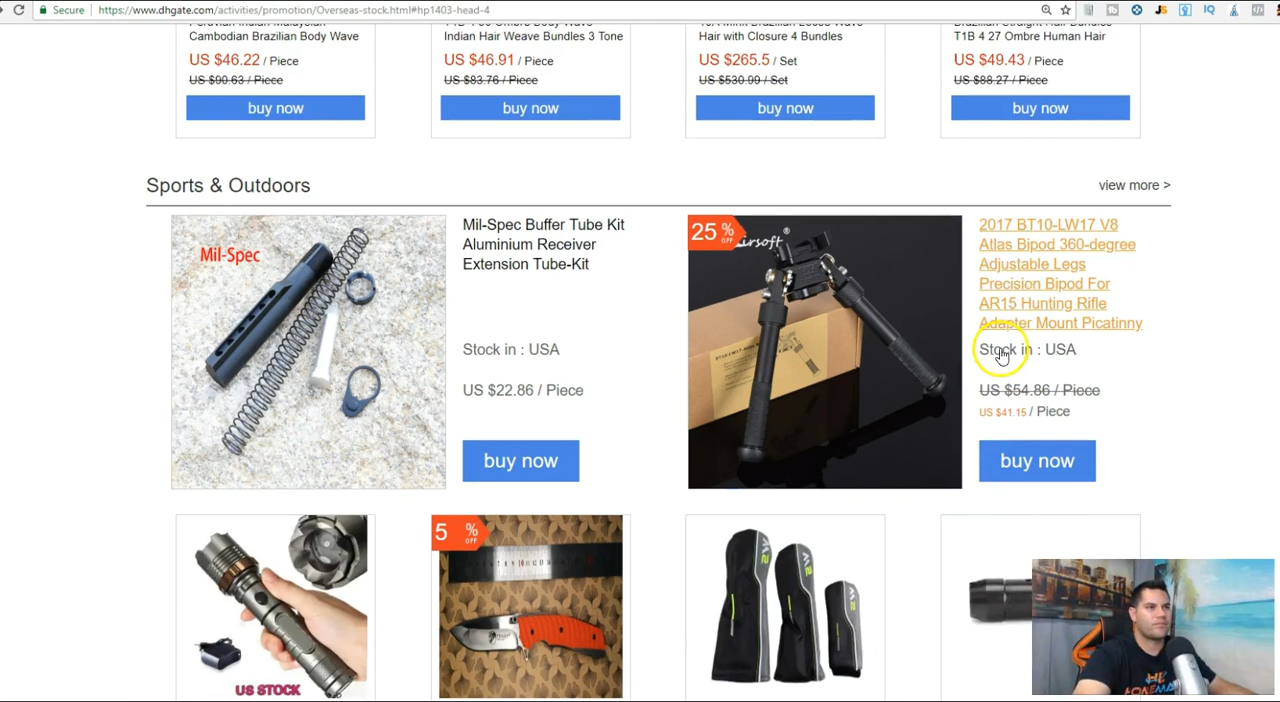 Secure
https://www.dhgate.com/activities/promotion/Overseas-stock.html#hp1403-head-4
JS
IQ
Cambodian Brazilian Body Wave
US $46.22 / Piece
US $90.63 / Piece
buy now
Indian Hair Weave Bundles 3 Tone
US $46.91 / Piece
US $83.76 / Piece
buy now
Hair with Closure 4 Bundles
US $265.5 / Set
US $530.99 / Set
buy now
T1B 4 27 Ombre Human Hair
US $49.43 / Piece
US $88.27 / Piece
buy now
Sports & Outdoors
view more >
Mil-Spec
Mil-Spec Buffer Tube Kit
Aluminium Receiver
Extension Tube-Kit
Stock in : USA
US $22.86 / Piece
buy now
25 % OFF
irsoft ®
2017 BT10-LW17 V8
Atlas Bipod 360-degree
Adjustable Legs
Precision Bipod For
AR15 Hunting Rifle
Adapter Mount Picatinny
Stock in : USA
US $54.86 / Piece
US $41.15 / Piece
buy now
US STOCK
5 % OFF
M2
M2
M2